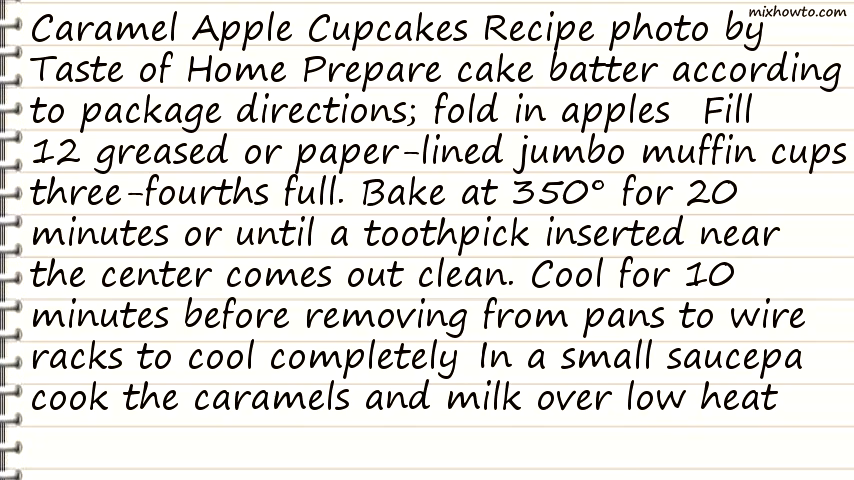 mixhowto.com
Caramel Apple Cupcakes Recipe photo by
Taste of Home Prepare cake batter according
to package directions; fold in apples Fill
12 greased or paper-lined jumbo muffin cups
three-fourths full. Bake at 350° for 20
minutes or until a toothpick inserted near
the center comes out clean. Cool for 10
minutes before removing from pans to wire
racks to cool completely In a small saucepa
cook the caramels and milk over low heat